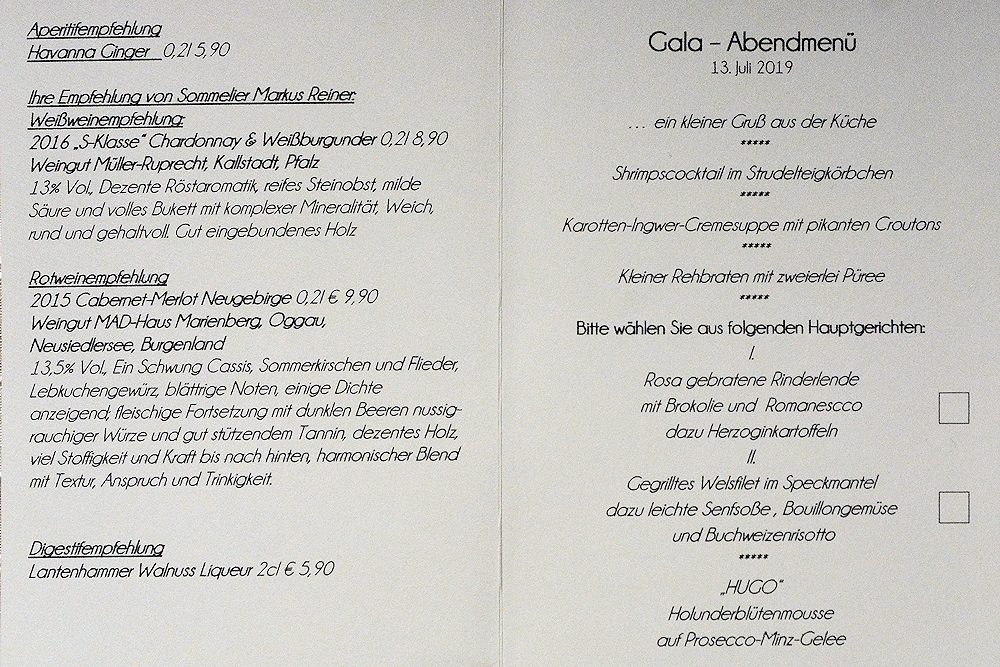 Aperitifempfehlung
Havanna Ginger 0,2l 5,90
Ihre Empfehlung von Sommelier Markus Reiner:
Weißweinempfehlung:
2016 „S-Klasse“ Chardonnay & Weißburgunder 0,2l 8,90
Weingut Müller-Ruprecht, Kallstadt, Pfalz
13% Vol., Dezente Röstaromatik, reifes Steinobst, milde
Säure und volles Bukett mit komplexer Mineralität, Weich,
rund und gehaltvoll. Gut eingebundenes Holz
Rotweinempfehlung
2015 Cabernet-Merlot Neugebirge 0,2l € 9,90
Weingut MAD-Haus Marienberg, Oggau,
Neusiedlersee, Burgenland
13,5% Vol., Ein Schwung Cassis, Sommerkirschen und Flieder,
Lebkuchengewürz, blättrige Noten, einige Dichte
anzeigend; fleischige Fortsetzung mit dunklen Beeren nussig-
rauchiger Würze und gut stützendem Tannin, dezentes Holz,
viel Stoffigkeit und Kraft bis nach hinten, harmonischer Blend
mit Textur, Anspruch und Trinkigkeit.
Digestifempfehlung
Lantenhammer Walnuss Liqueur 2cl € 5,90
Gala – Abendmenü
13. Juli 2019
... ein kleiner Gruß aus der Küche
*****
Shrimpscocktail im Strudelteigkörbchen
*****
Karotten-Ingwer-Cremesuppe mit pikanten Croutons
*****
Kleiner Rehbraten mit zweierlei Püree
*****
Bitte wählen Sie aus folgenden Hauptgerichten:
I.
Rosa gebratene Rinderlende
mit Brokolie und Romanescco
dazu Herzoginkartoffeln
II.
Gegrilltes Welsfilet im Speckmantel
dazu leichte Senfsoße , Bouillongemüse
und Buchweizenrisotto
*****
„HUGO“
Holunderblütenmousse
auf Prosecco-Minz-Gelee